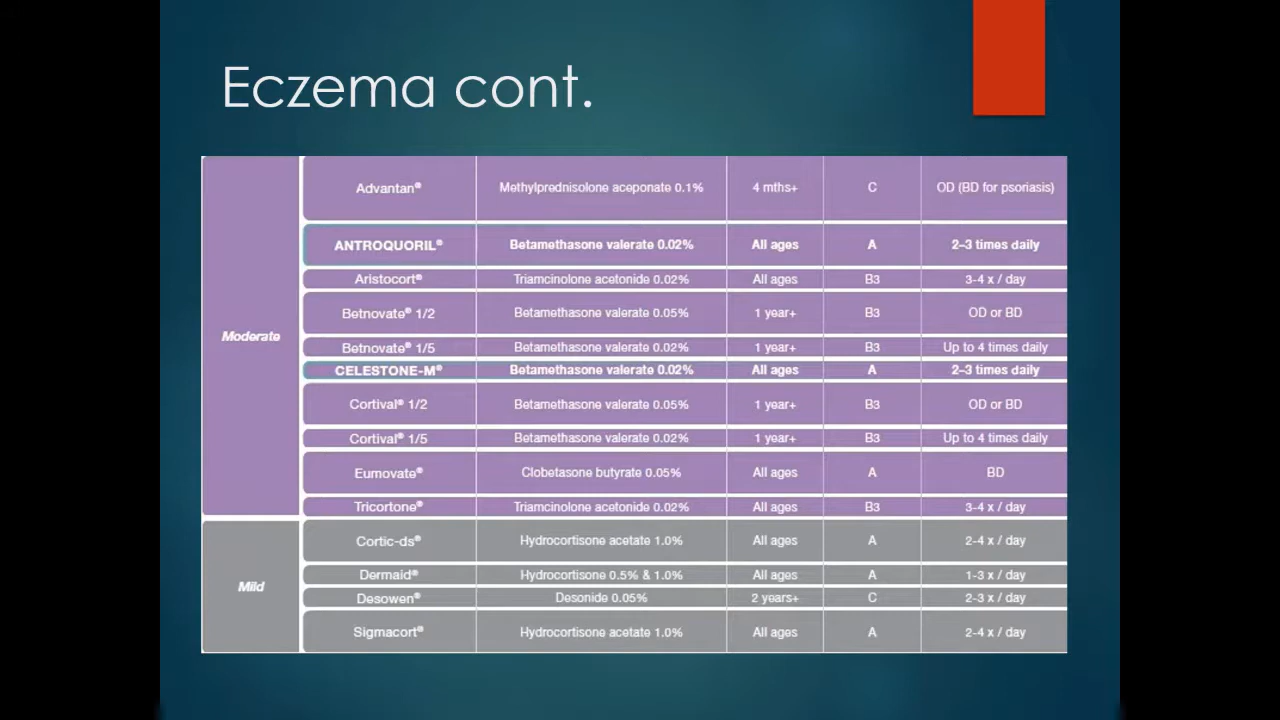 Eczema cont.
Moderate
Advantan® Methylprednisolone aceponate 0.1% 4 mths+ C OD (BD for psoriasis)
ANTROQUORIL® Betamethasone valerate 0.02% All ages A 2–3 times daily
Aristocort® Triamcinolone acetonide 0.02% All ages B3 3-4 x / day
Betnovate® 1/2 Betamethasone valerate 0.05% 1 year+ B3 OD or BD
Betnovate® 1/5 Betamethasone valerate 0.02% 1 year+ B3 Up to 4 times daily
CELESTONE-M® Betamethasone valerate 0.02% All ages A 2–3 times daily
Cortival® 1/2 Betamethasone valerate 0.05% 1 year+ B3 OD or BD
Cortival® 1/5 Betamethasone valerate 0.02% 1 year+ B3 Up to 4 times daily
Eumovate® Clobetasone butyrate 0.05% All ages A BD
Tricortone® Triamcinolone acetonide 0.02% All ages B3 3-4 x / day
Mild
Cortic-ds® Hydrocortisone acetate 1.0% All ages A 2-4 x / day
Dermaid® Hydrocortisone 0.5% & 1.0% All ages A 1-3 x / day
Desowen® Desonide 0.05% 2 years+ C 2-3 x / day
Sigmacort® Hydrocortisone acetate 1.0% All ages A 2-4 x / day